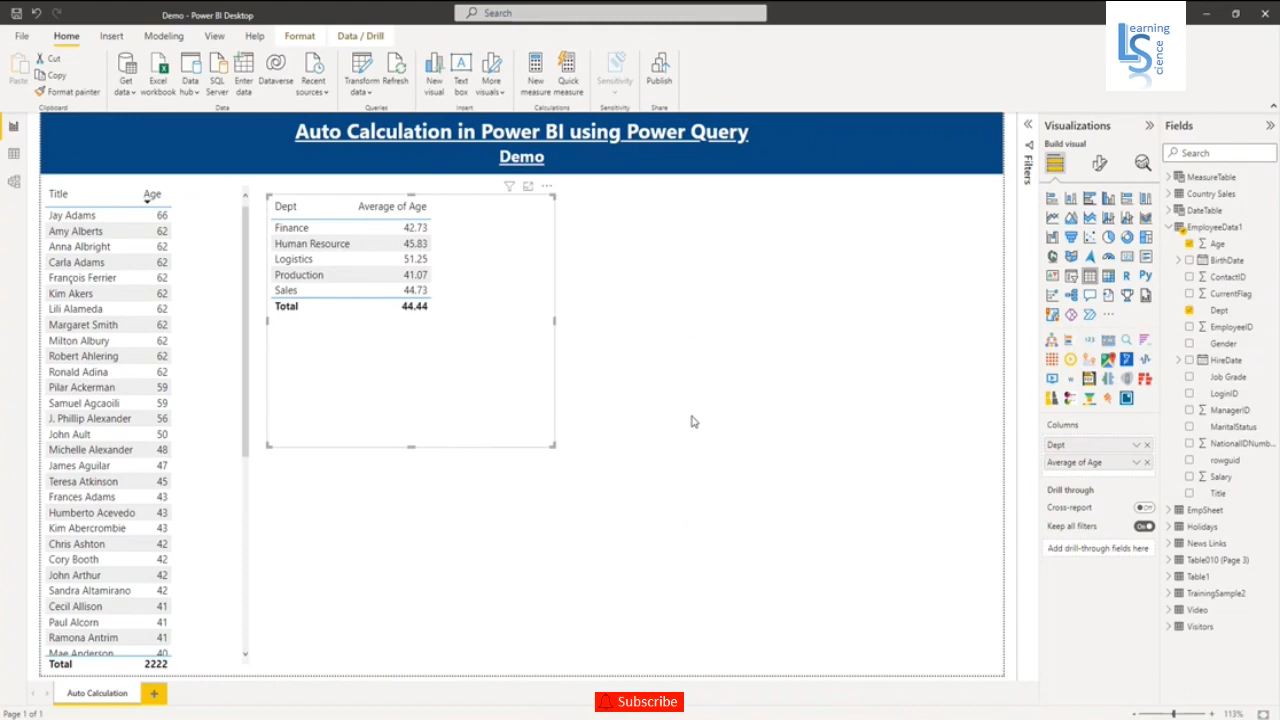 Demo - Power BI Desktop
Search
File Home Insert Modeling View Help Format Data / Drill
Paste
Cut
Copy
Format painter
Get data
Excel workbook
Data hub
SQL Server
Enter data
Dataverse
Recent sources
Transform data
Refresh
New visual
Text box
More visuals
New measure
Quick measure
Sensitivity
Publish
Clipboard
Data
Queries
Insert
Calculations
Sensitivity
Share
Learning
Science
Auto Calculation in Power BI using Power Query
Demo
Title Age
Jay Adams 66
Amy Alberts 62
Anna Albright 62
Carla Adams 62
François Ferrier 62
Kim Akers 62
Lili Alameda 62
Margaret Smith 62
Milton Albury 62
Robert Ahlering 62
Ronald Adina 62
Pilar Ackerman 59
Samuel Agcaoili 59
J. Phillip Alexander 56
John Ault 50
Michelle Alexander 48
James Aguilar 47
Teresa Atkinson 45
Frances Adams 43
Humberto Acevedo 43
Kim Abercrombie 43
Chris Ashton 42
Cory Booth 42
John Arthur 42
Sandra Altamirano 42
Cecil Allison 41
Paul Alcorn 41
Ramona Antrim 41
Mae Anderson 40
Total 2222
Dept Average of Age
Finance 42.73
Human Resource 45.83
Logistics 51.25
Production 41.07
Sales 44.73
Total 44.44
Filters
Visualizations
Build visual
R Py
123
Columns
Dept
Average of Age
Drill through
Cross-report Off
Keep all filters On
Add drill-through fields here
Fields
Search
MeasureTable
Country Sales
DateTable
EmployeeData1
Age
BirthDate
ContactID
CurrentFlag
Dept
EmployeeID
Gender
HireDate
Job Grade
LoginID
ManagerID
MaritalStatus
NationalIDNumb...
rowguid
Salary
Title
EmpSheet
Holidays
News Links
Table010 (Page 3)
Table1
TrainingSample2
Video
Visitors
Auto Calculation
Subscribe
Page 1 of 1
113%